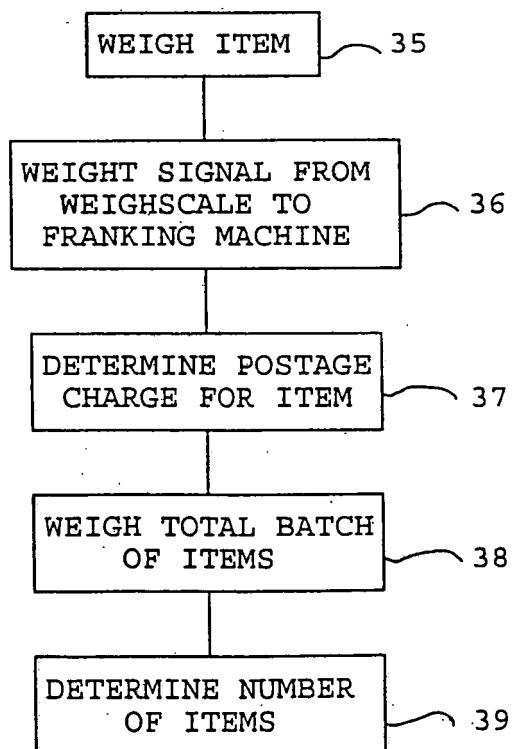 WEIGH ITEM
35
WEIGHT SIGNAL FROM
WEIGHSCALE TO
FRANKING MACHINE
36
DETERMINE POSTAGE
CHARGE FOR ITEM
37
WEIGH TOTAL BATCH
OF ITEMS
38
DETERMINE NUMBER
OF ITEMS
39